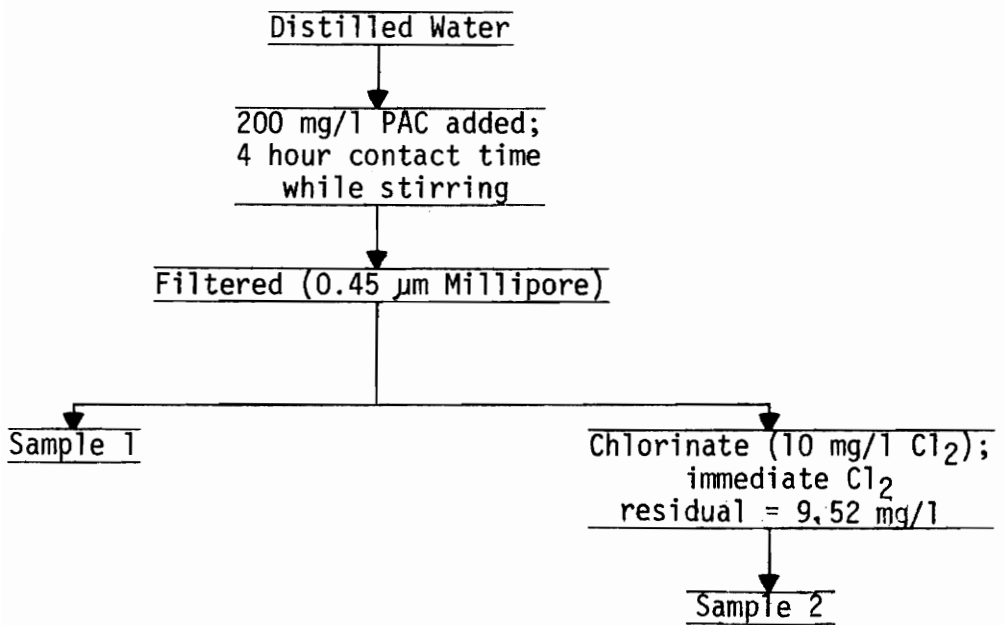 Distilled Water
200 mg/l PAC added;
4 hour contact time
while stirring
Filtered (0.45 µm Millipore)
Sample 1
Chlorinate (10 mg/l Cl₂);
immediate Cl₂
residual = 9.52 mg/l
Sample 2